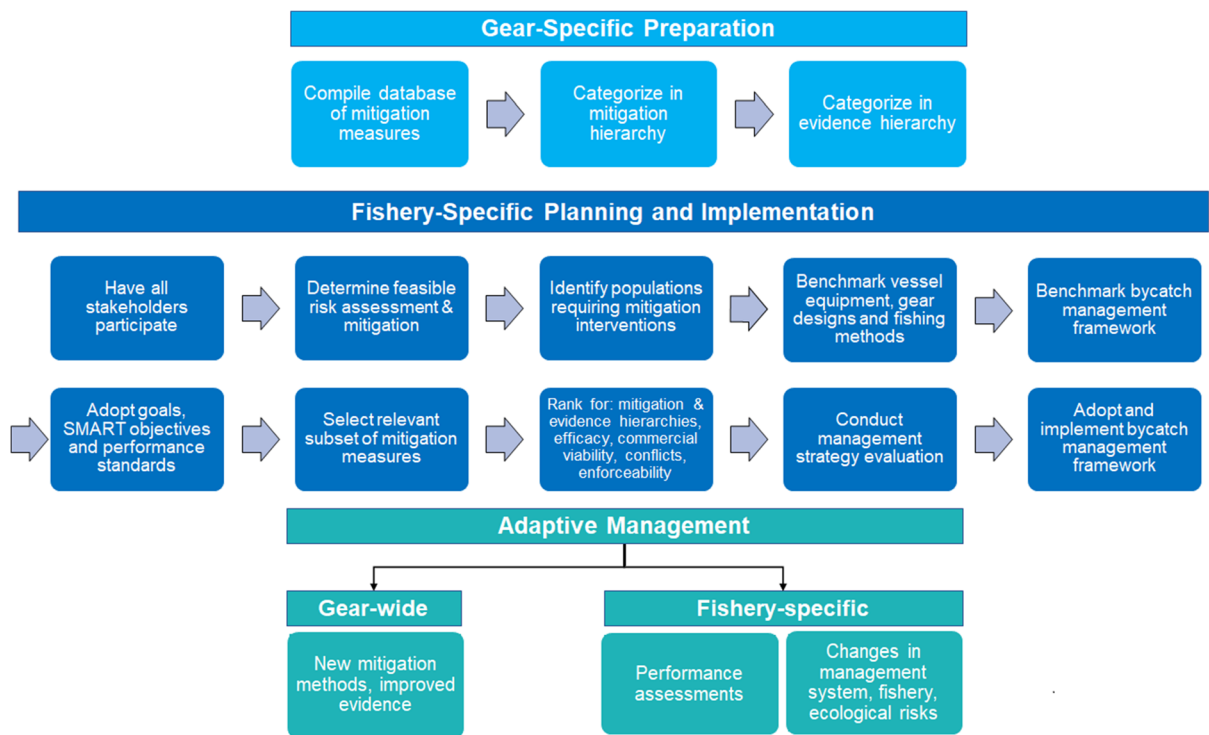 Gear-Specific Preparation
Compile database
of mitigation
measures
Categorize in
mitigation
hierarchy
Categorize in
evidence hierarchy
Fishery-Specific Planning and Implementation
Have all
stakeholders
participate
Determine feasible
risk assessment &
mitigation
Identify populations
requiring mitigation
interventions
Benchmark vessel
equipment, gear
designs and fishing
methods
Benchmark bycatch
management
framework
Adopt goals,
SMART objectives
and performance
standards
Select relevant
subset of mitigation
measures
Rank for: mitigation &
evidence hierarchies,
efficacy, commercial
viability, conflicts,
enforceability
Conduct
management
strategy evaluation
Adopt and
implement bycatch
management
framework
Adaptive Management
Gear-wide
New mitigation
methods, improved
evidence
Fishery-specific
Performance
assessments
Changes in
management
system, fishery,
ecological risks